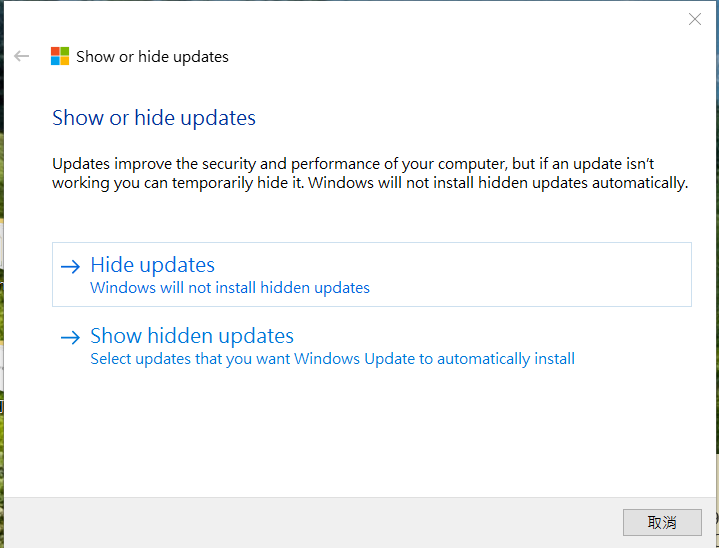 Show or hide updates
Show or hide updates
Updates improve the security and performance of your computer, but if an update isn't
working you can temporarily hide it. Windows will not install hidden updates automatically.
Hide updates
Windows will not install hidden updates
Show hidden updates
Select updates that you want Windows Update to automatically install
取消